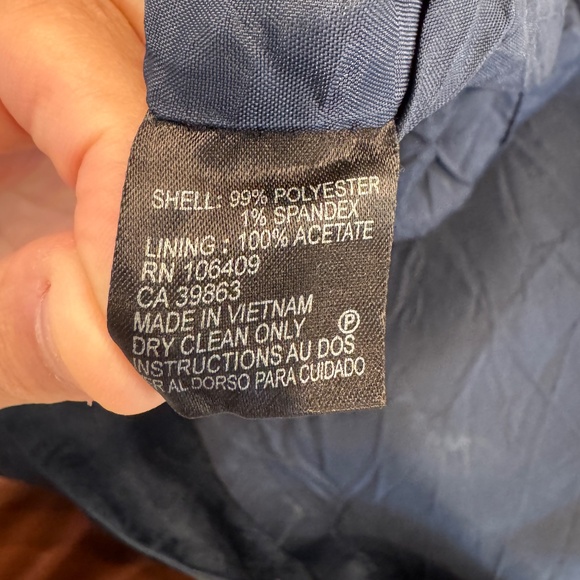 SHELL: 99% POLYESTER
1% SPANDEX
LINING : 100% ACETATE
RN 106409
CA 39863
MADE IN VIETNAM
DRY CLEAN ONLY Ⓟ
INSTRUCTIONS AU DOS
AL DORSO PARA CUIDADO